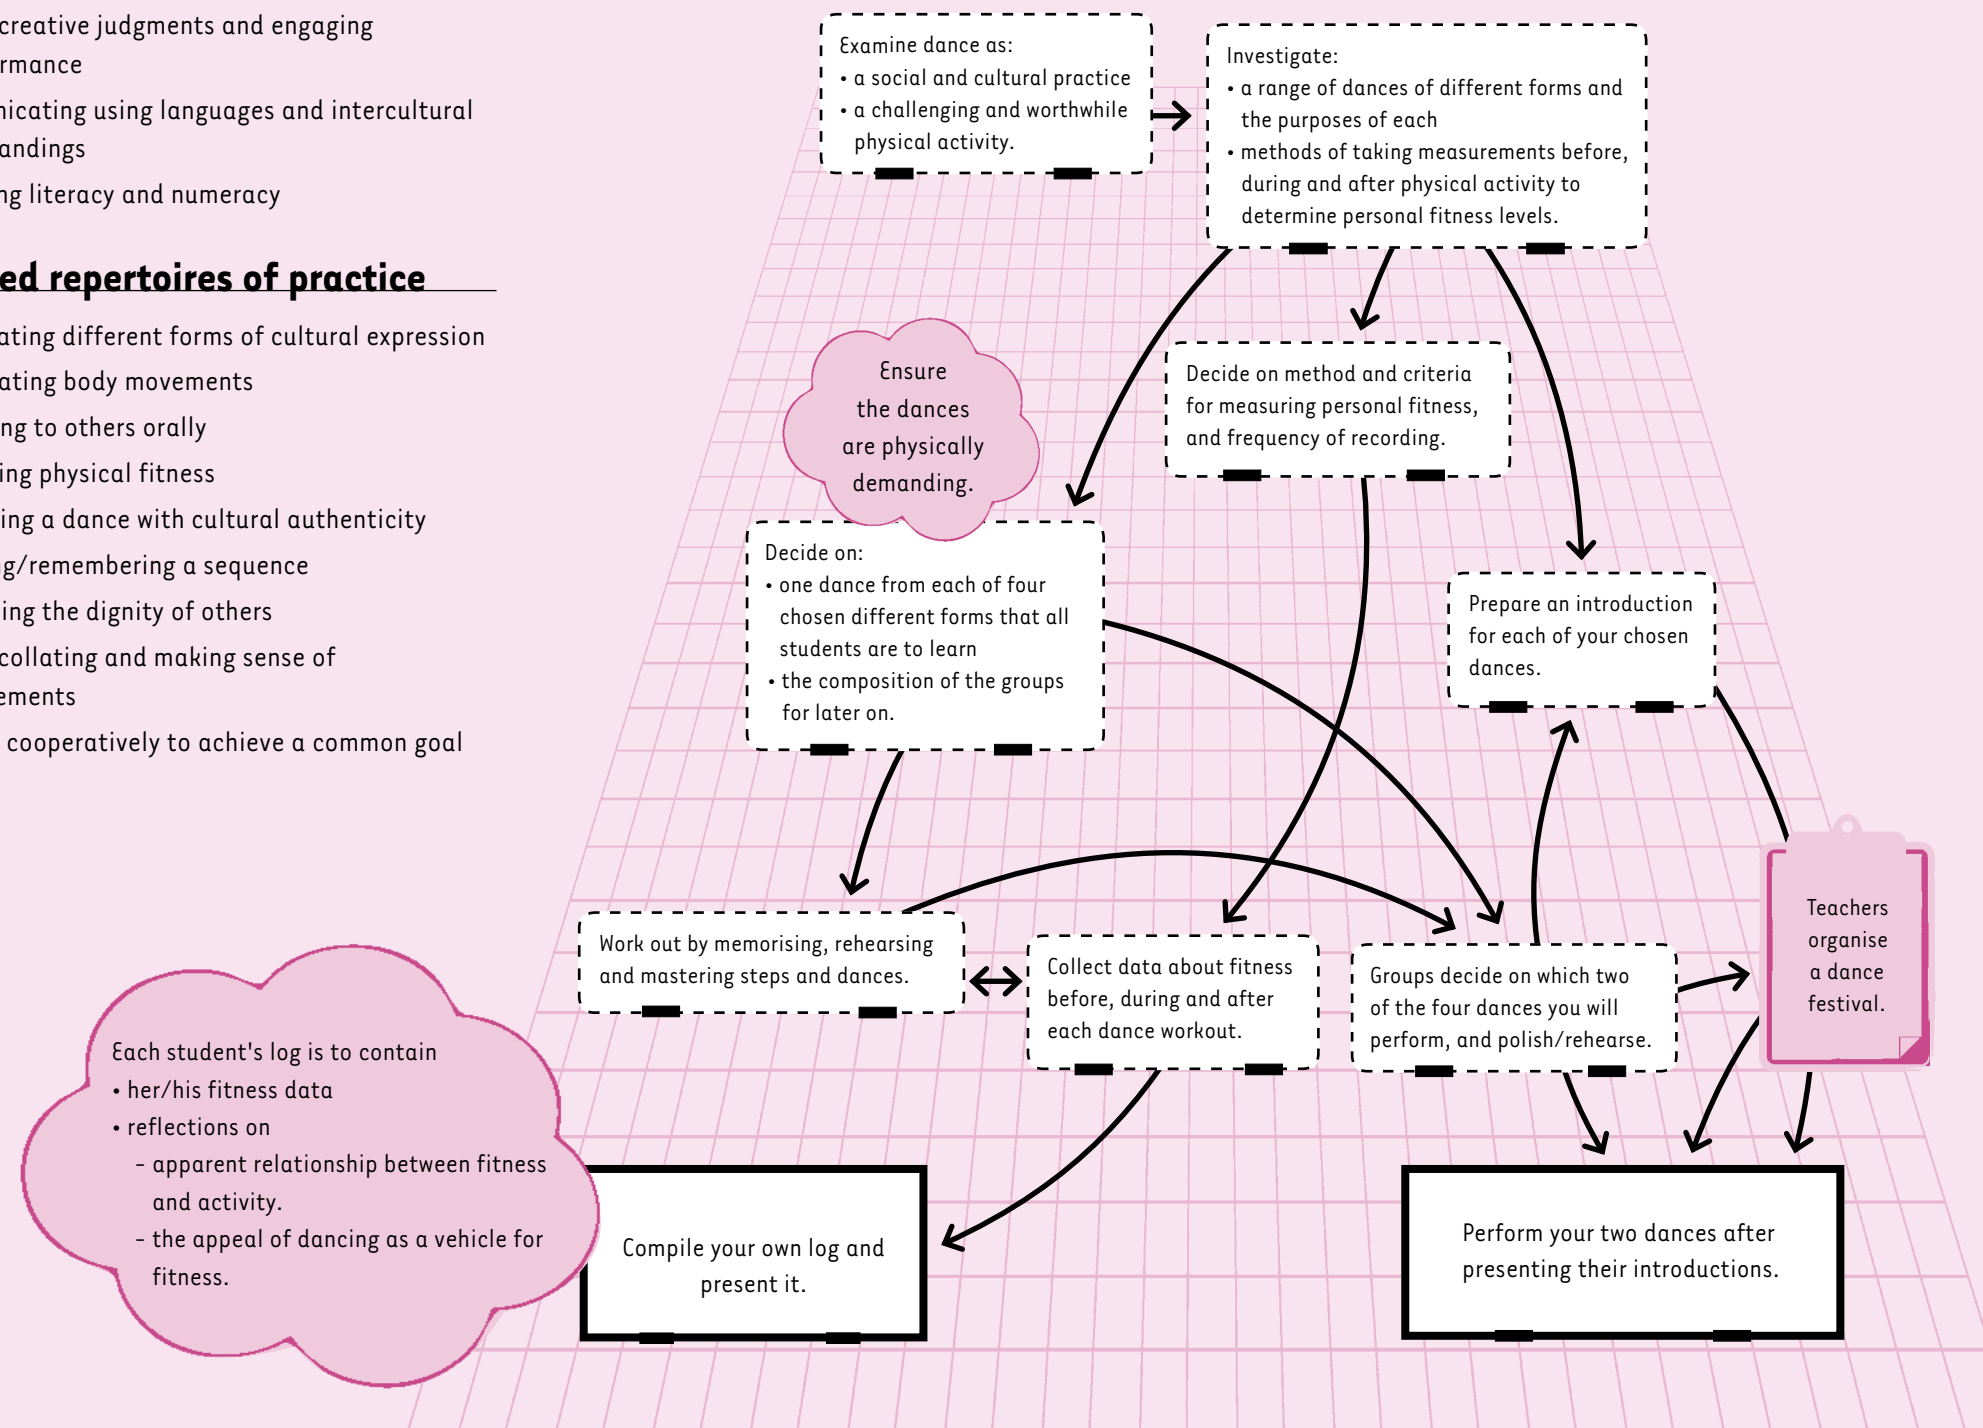 creative judgments and engaging
rmance
nicating using languages and intercultural
andings
ng literacy and numeracy
ed repertoires of practice
ating different forms of cultural expression
ating body movements
ng to others orally
ing physical fitness
ing a dance with cultural authenticity
g/remembering a sequence
ing the dignity of others
collating and making sense of
ements
cooperatively to achieve a common goal
Examine dance as:
• a social and cultural practice
• a challenging and worthwhile
physical activity.
Investigate:
• a range of dances of different forms and
the purposes of each
• methods of taking measurements before,
during and after physical activity to
determine personal fitness levels.
Ensure
the dances
are physically
demanding.
Decide on method and criteria
for measuring personal fitness,
and frequency of recording.
Decide on:
• one dance from each of four
chosen different forms that all
students are to learn
• the composition of the groups
for later on.
Prepare an introduction
for each of your chosen
dances.
Work out by memorising, rehearsing
and mastering steps and dances.
Collect data about fitness
before, during and after
each dance workout.
Groups decide on which two
of the four dances you will
perform, and polish/rehearse.
Teachers
organise
a dance
festival.
Each student's log is to contain
• her/his fitness data
• reflections on
– apparent relationship between fitness
and activity.
– the appeal of dancing as a vehicle for
fitness.
Compile your own log and
present it.
Perform your two dances after
presenting their introductions.